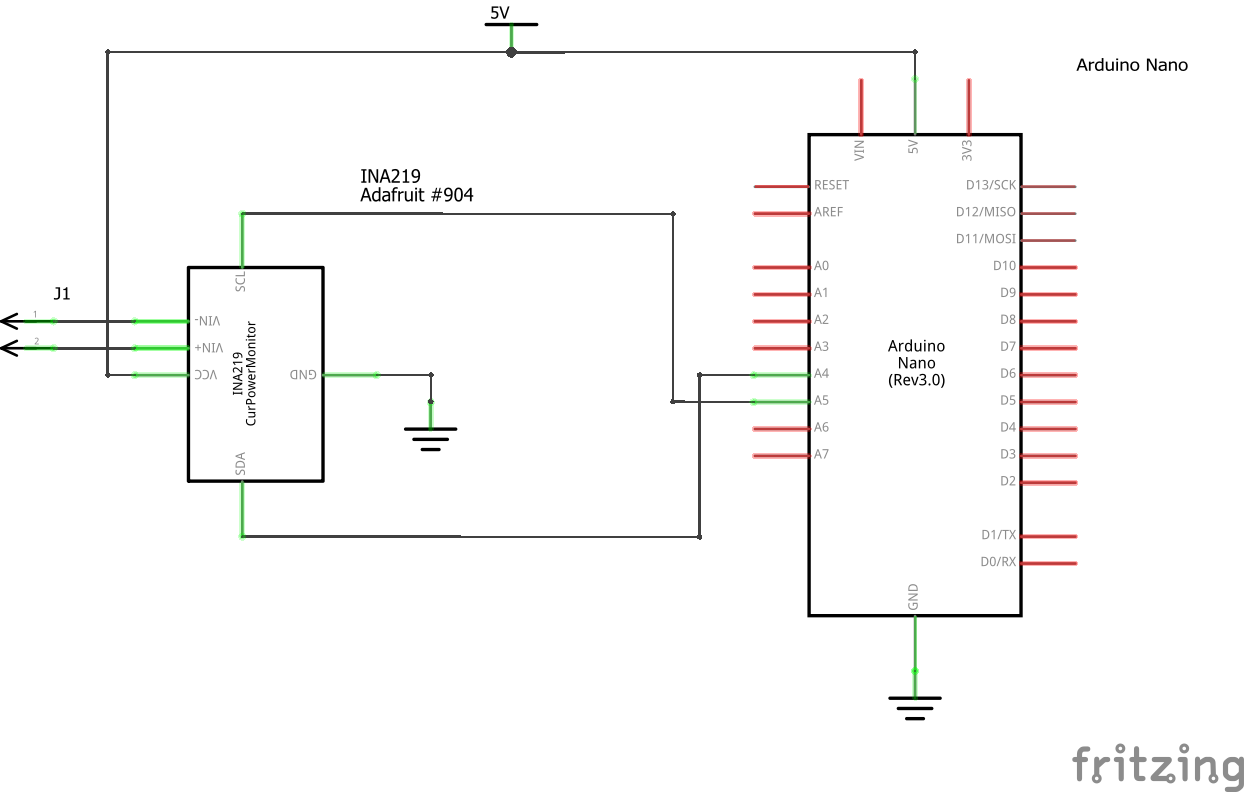 5V
Arduino Nano
VIN
5V
3V3
INA219
Adafruit #904
RESET
D13/SCK
AREF
D12/MISO
D11/MOSI
SCL
A0
D10
J1
A1
D9
1
VIN-
A2
D8
2
VIN+
A3
D7
INA219
CurPowerMonitor
Arduino
Nano
(Rev3.0)
VCC
GND
A4
D6
A5
D5
A6
D4
SDA
A7
D3
D2
D1/TX
D0/RX
GND
fritzing